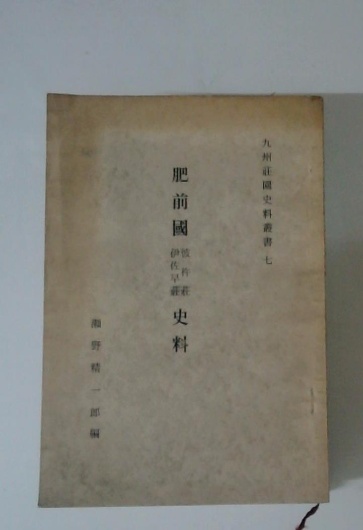 九州荘園史料叢書 七
肥前國 彼杵荘 伊佐早荘 史料
瀬野精一郎編